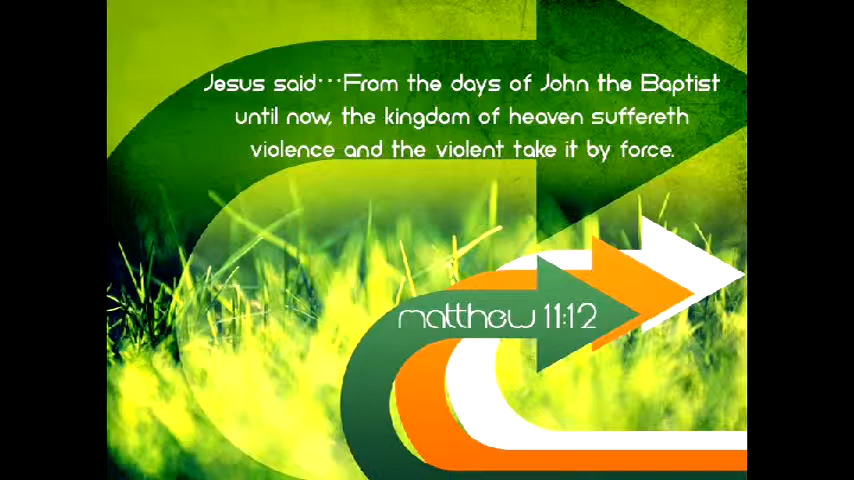 Jesus said...From the days of John the Baptist
until now, the kingdom of heaven suffereth
violence and the violent take it by force.
matthew 11:12